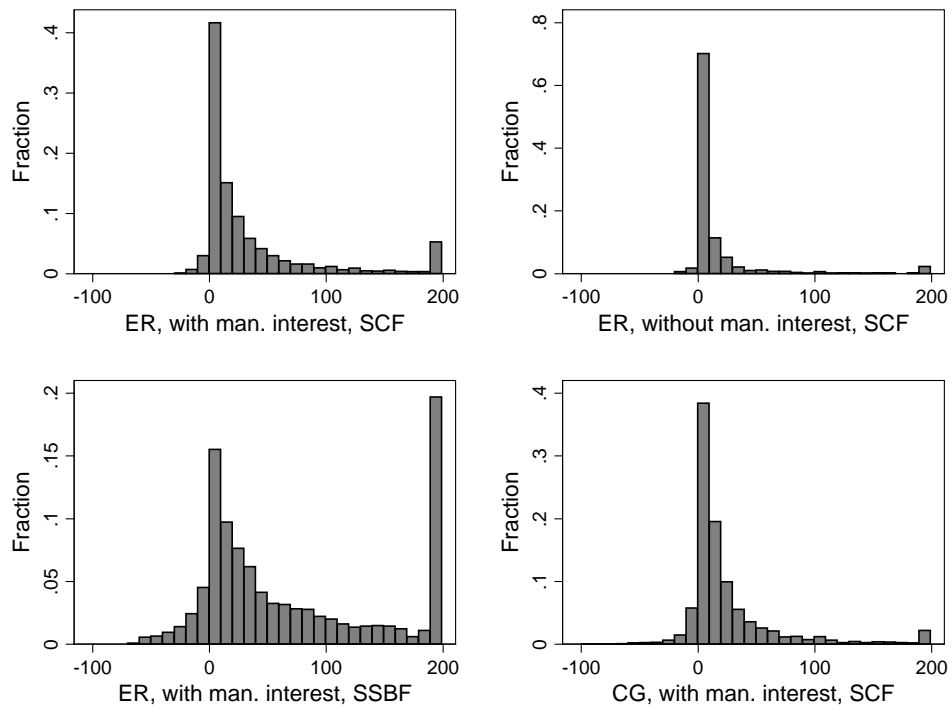 Fraction
.4
.3
.2
.1
0
-100 0 100 200
ER, with man. interest, SCF
Fraction
.8
.6
.4
.2
0
-100 0 100 200
ER, without man. interest, SCF
Fraction
.2
.15
.1
.05
0
-100 0 100 200
ER, with man. interest, SSBF
Fraction
.4
.3
.2
.1
0
-100 0 100 200
CG, with man. interest, SCF